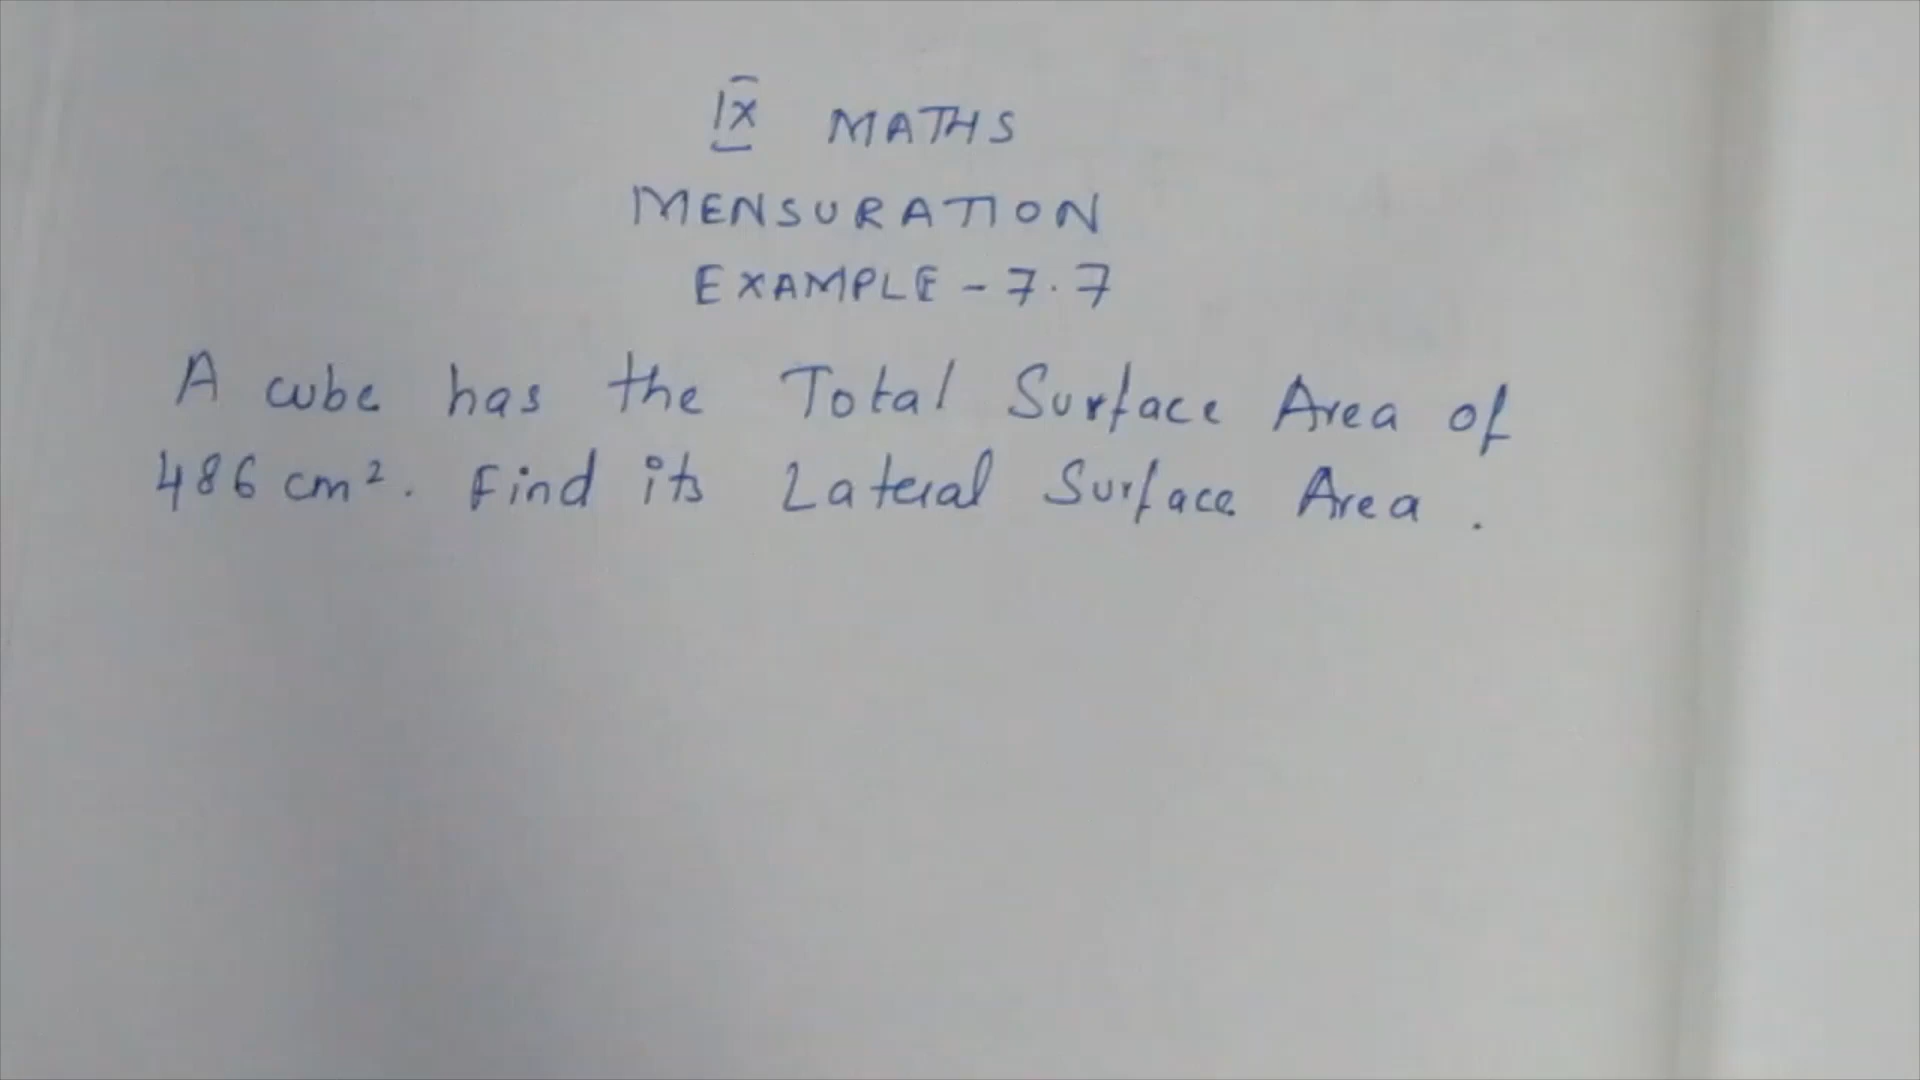 IX MATHS
MENSURATION
EXAMPLE - 7.7
A cube has the Total Surface Area of
486 cm². Find its Lateral Surface Area.